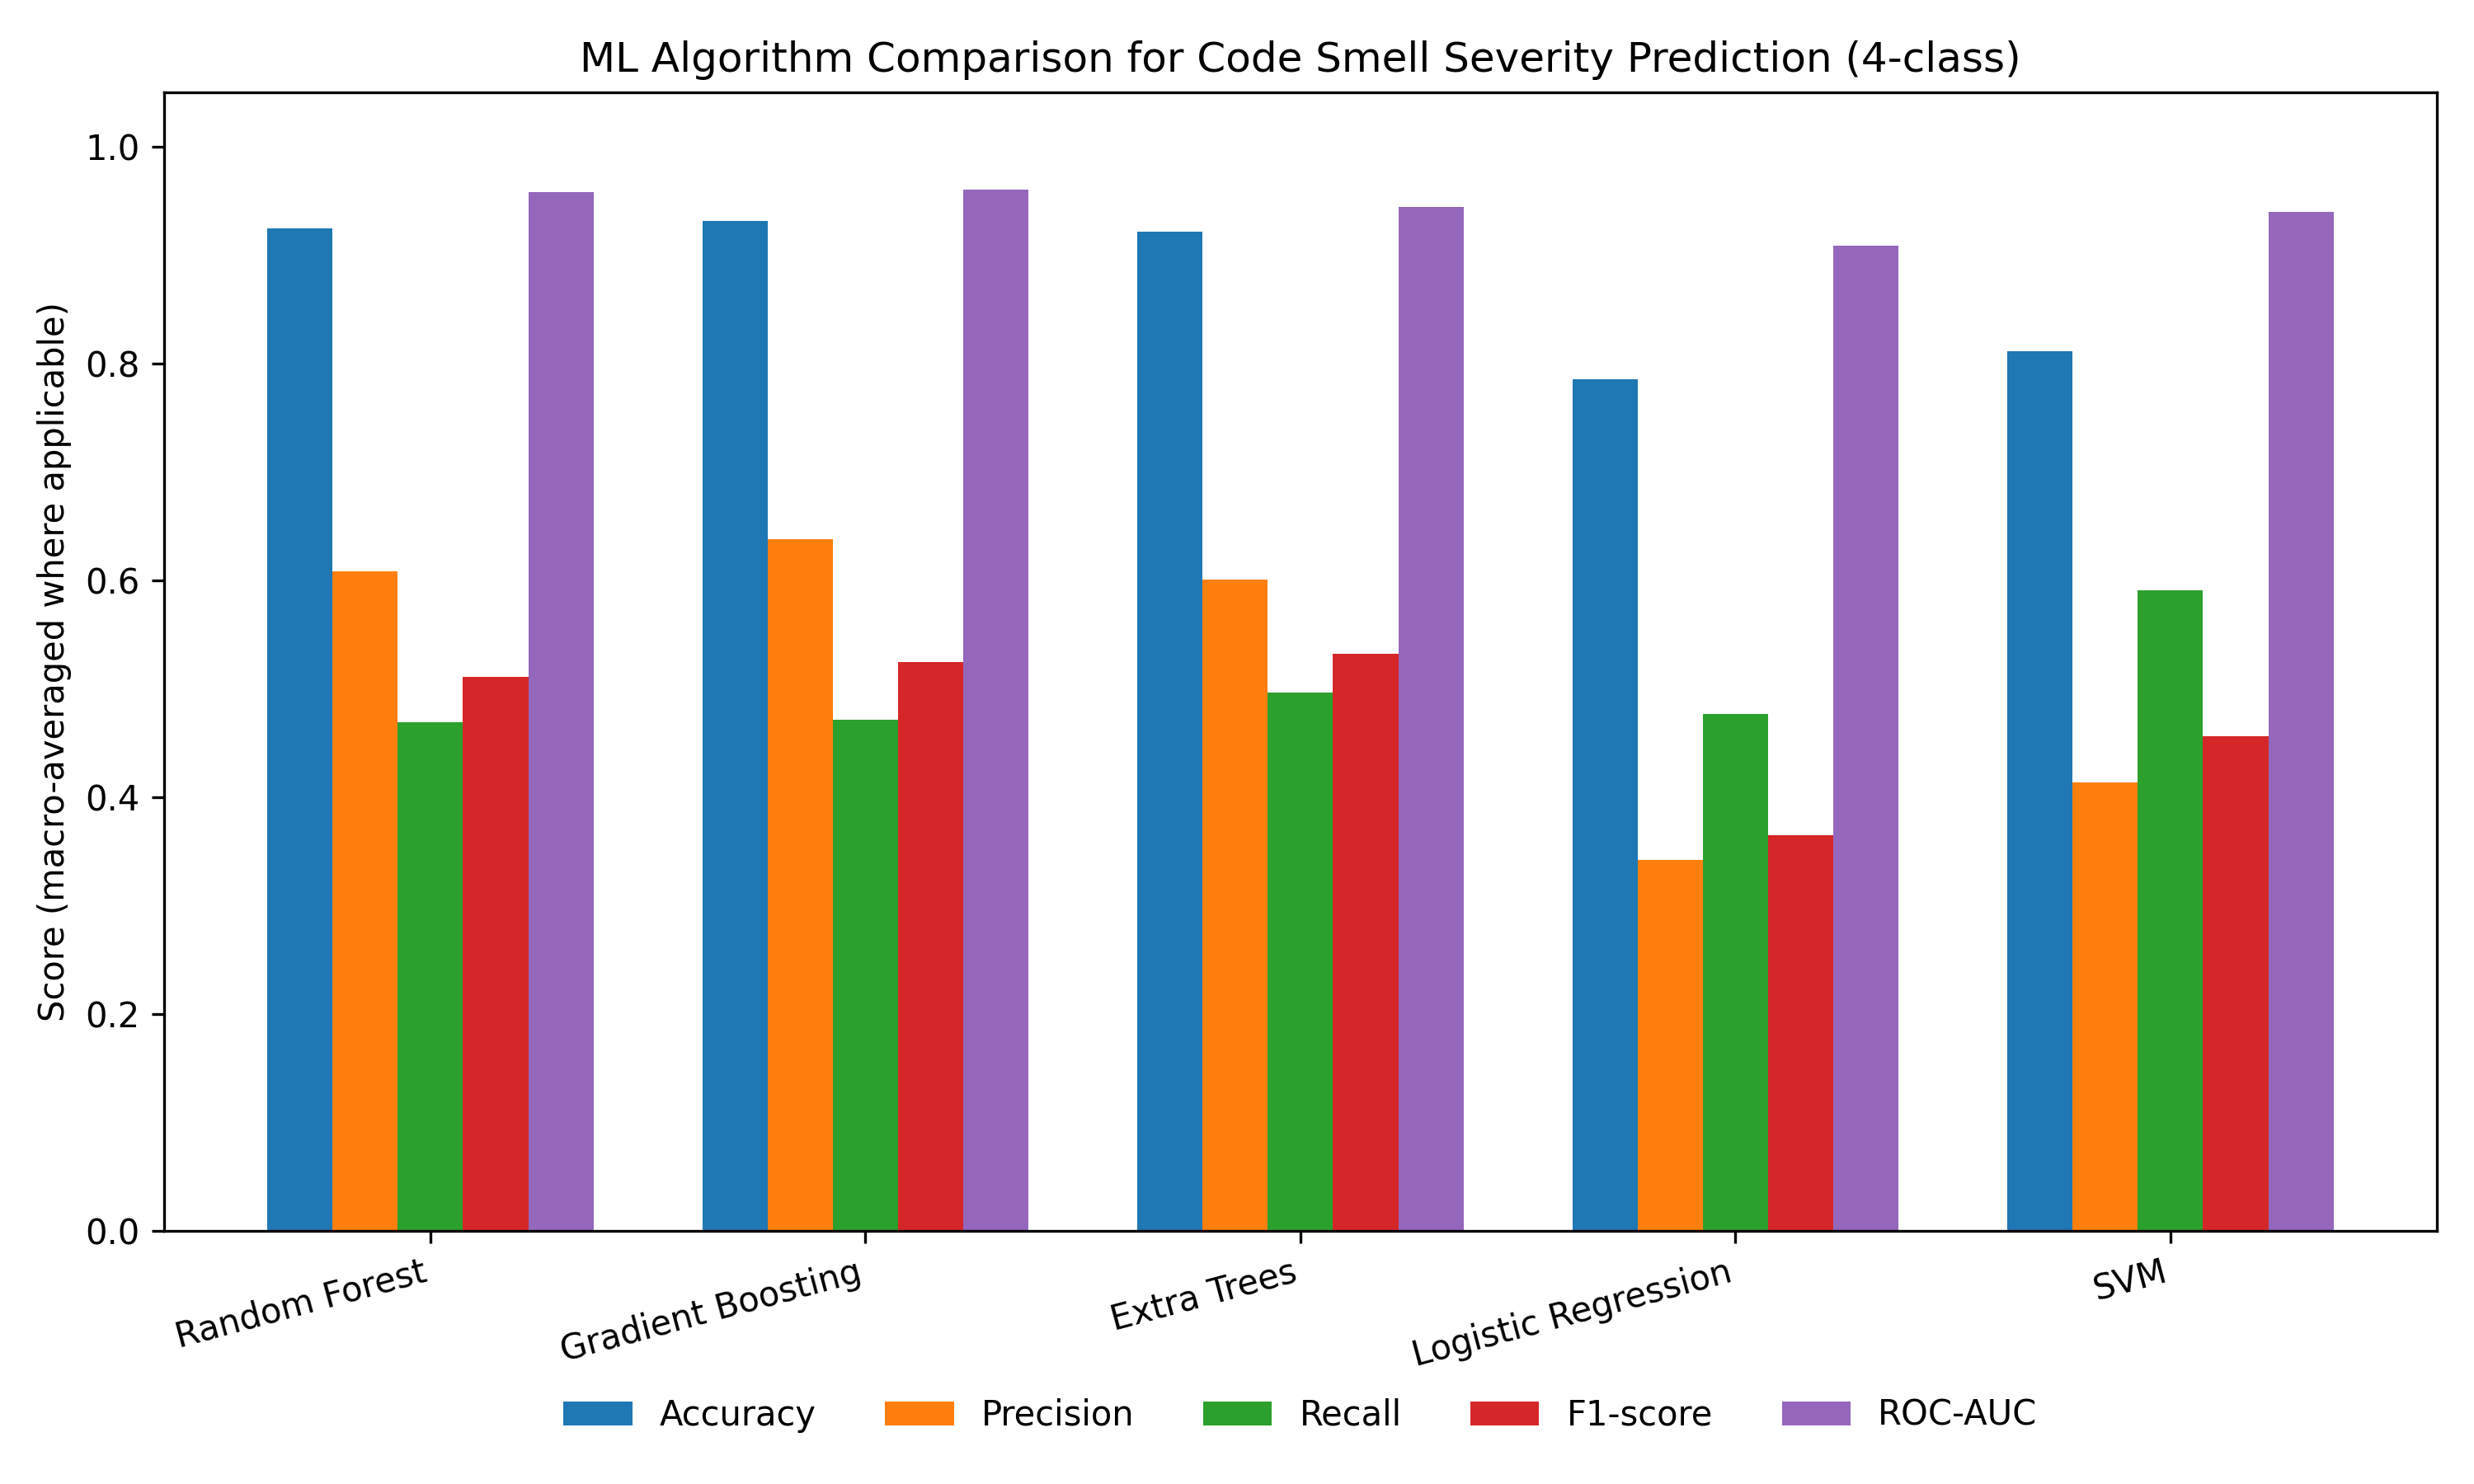 ML Algorithm Comparison for Code Smell Severity Prediction (4-class)
Score (macro-averaged where applicable)
1.0
0.8
0.6
0.4
0.2
0.0
Random Forest
Gradient Boosting
Extra Trees
Logistic Regression
SVM
Accuracy
Precision
Recall
F1-score
ROC-AUC